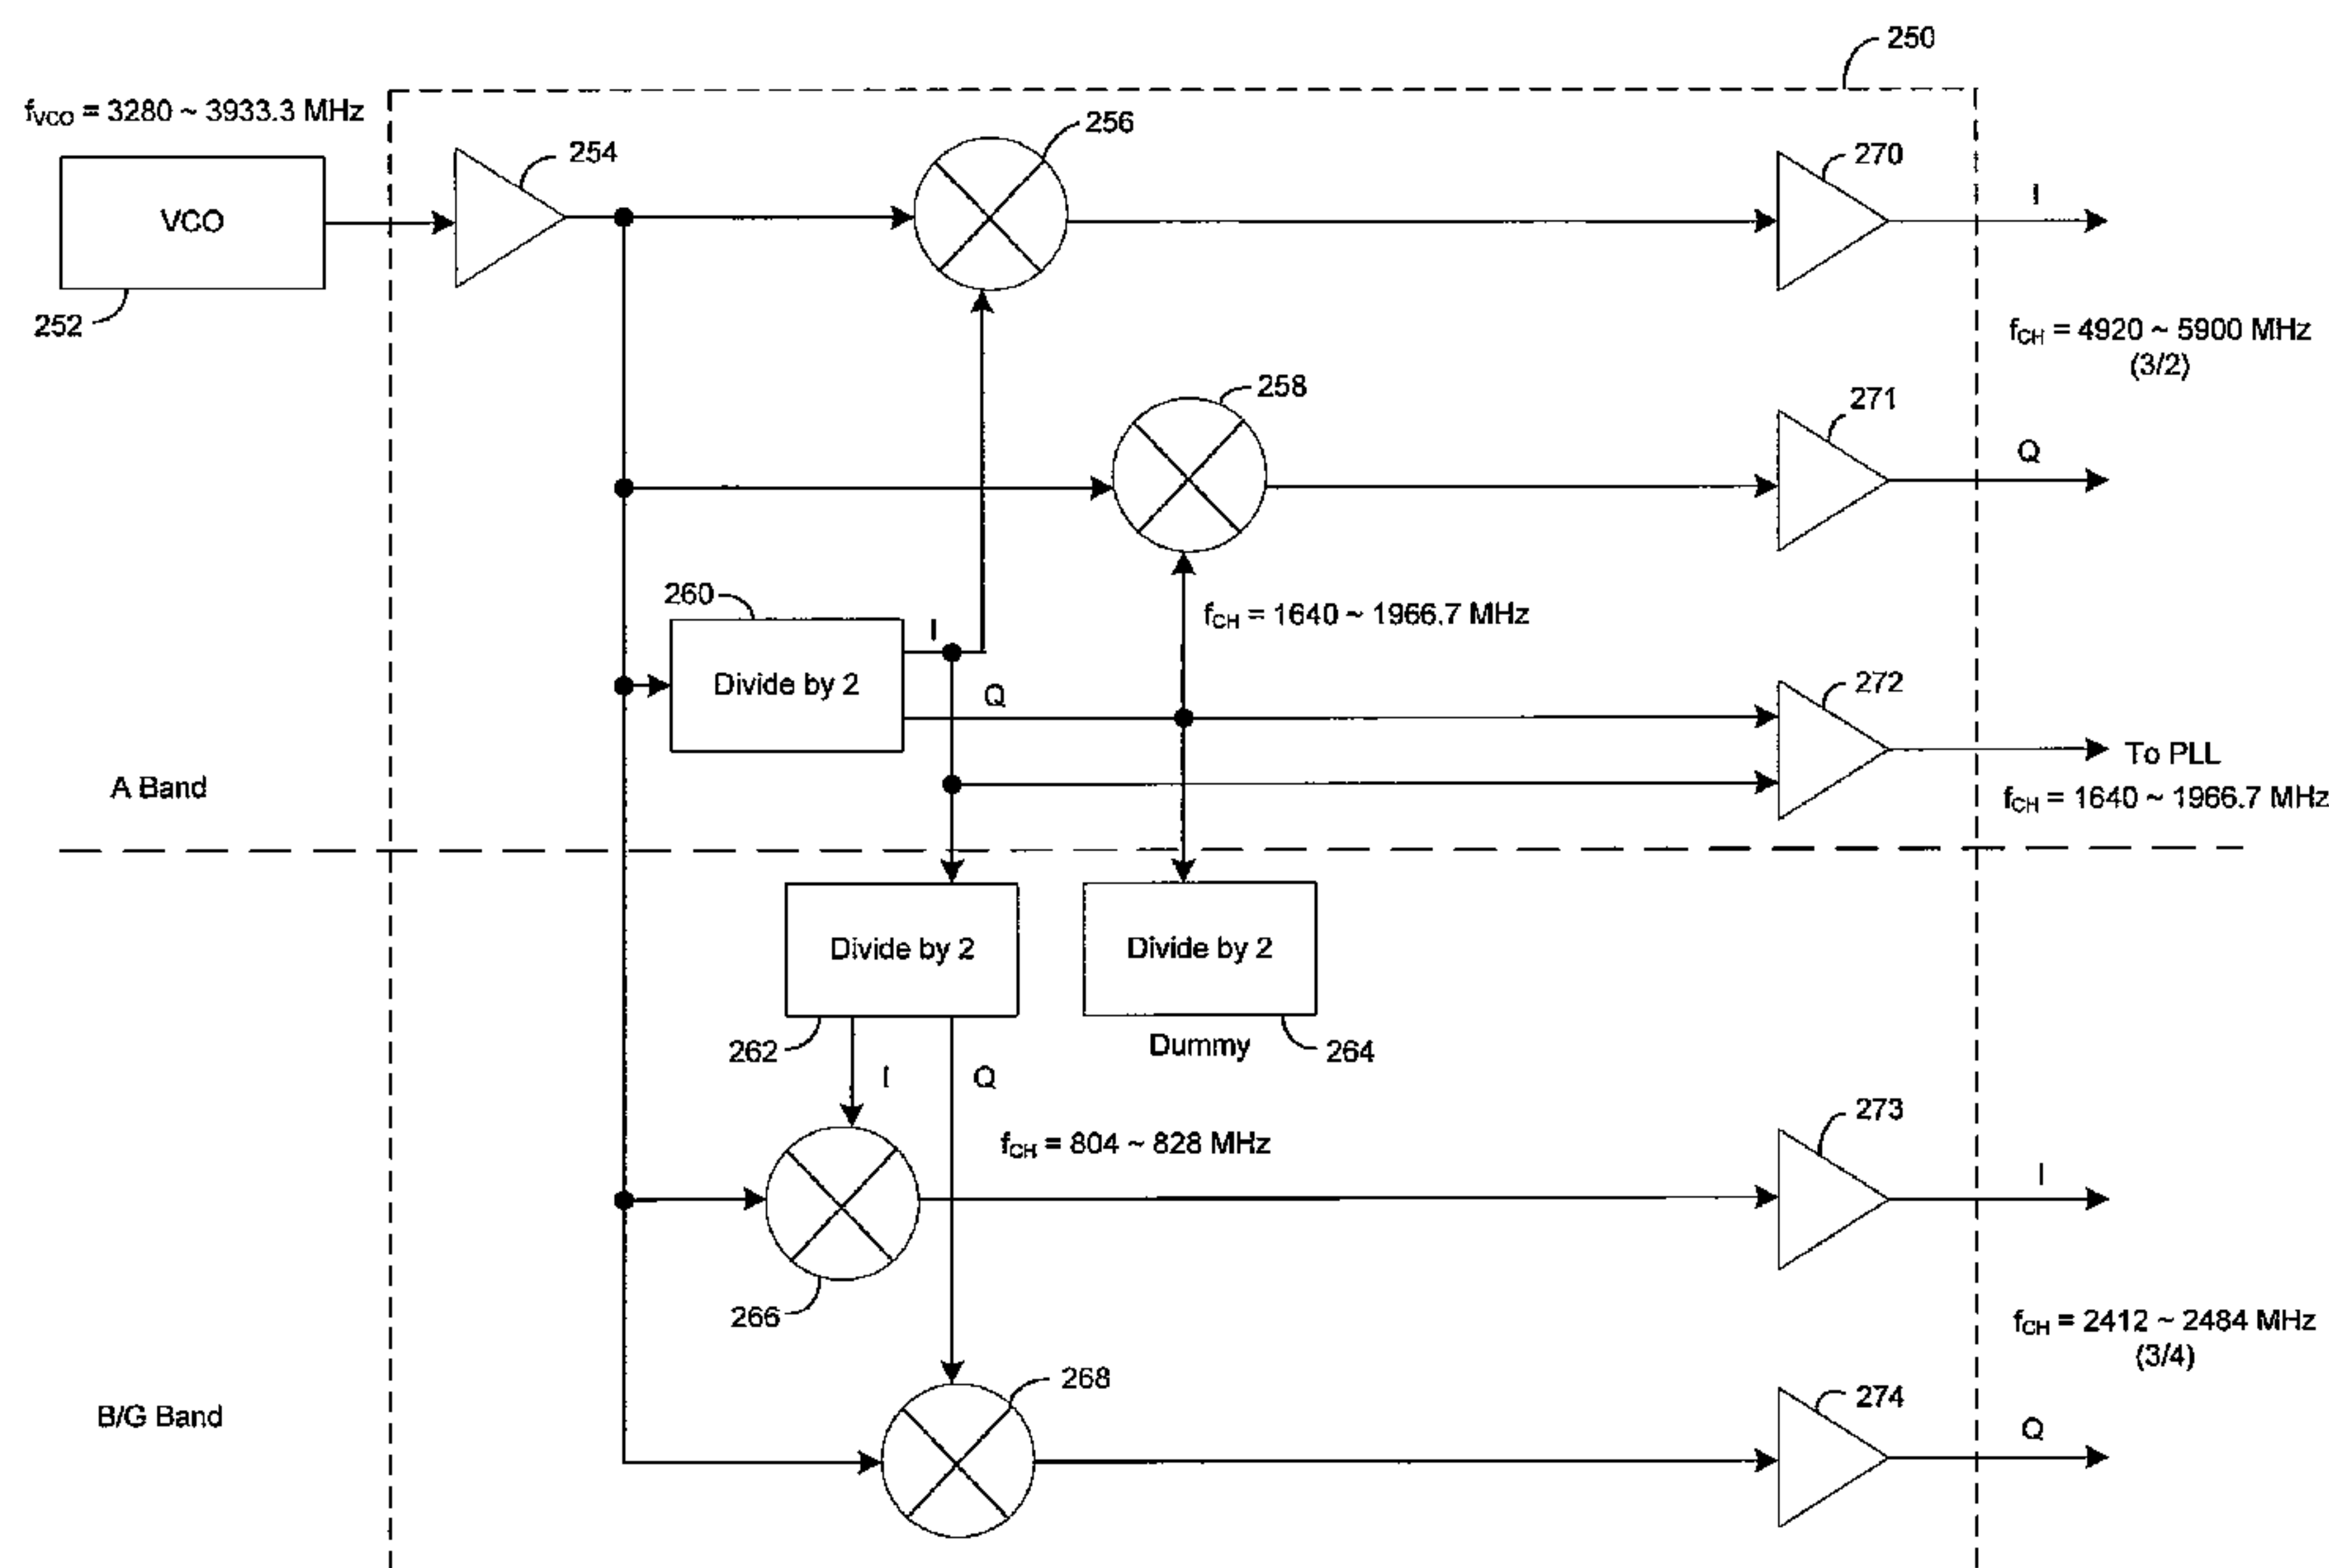 250
fVCO = 3280 ~ 3933.3 MHz
256
254
270
VCO
I
252
fCH = 4920 ~ 5900 MHz
(3/2)
258
271
Q
260
fCH = 1640 ~ 1966.7 MHz
I
Divide by 2
Q
272
To PLL
A Band
fCH = 1640 ~ 1966.7 MHz
Divide by 2
Divide by 2
262
Dummy
264
I
Q
273
fCH = 804 ~ 828 MHz
I
266
fCH = 2412 ~ 2484 MHz
(3/4)
268
274
B/G Band
Q